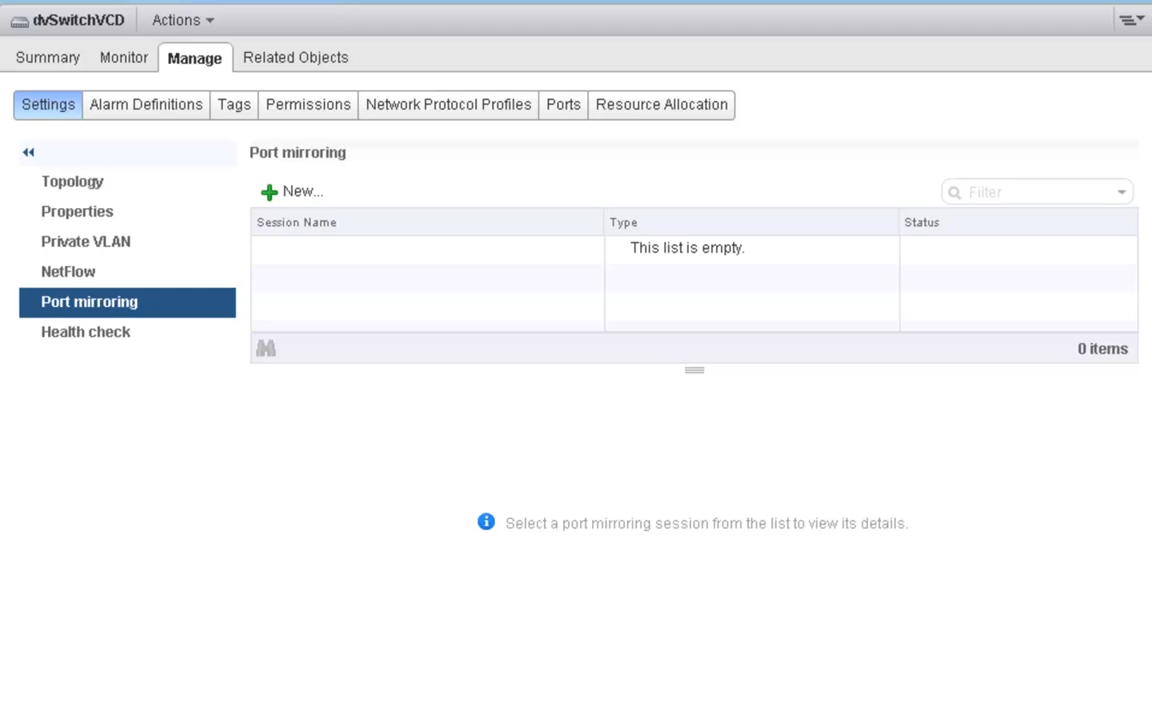 dvSwitchVCD Actions
Summary Monitor Manage Related Objects
Settings Alarm Definitions Tags Permissions Network Protocol Profiles Ports Resource Allocation
Port mirroring
Topology
New... Filter
Properties
Session Name Type Status
Private VLAN
This list is empty.
NetFlow
Port mirroring
Health check
0 items
Select a port mirroring session from the list to view its details.